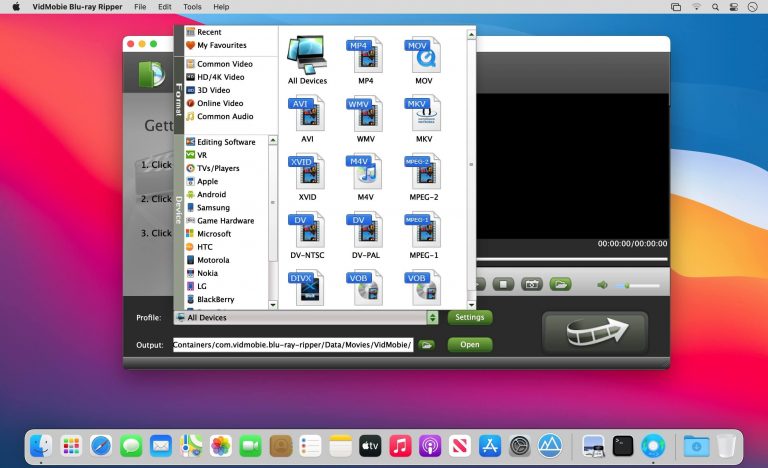 VidMobie Blu-ray Ripper File Edit Tools Help
Recent
My Favourites
Format
Common Video
HD/4K Video
3D Video
Online Video
Common Audio
Device
Editing Software
VR
TVs/Players
Apple
Android
Samsung
Game Hardware
Microsoft
HTC
Motorola
Nokia
LG
BlackBerry
MP4 MOV
All Devices MP4 MOV
AVI WMV MKV
AVI WMV MKV
XVID M4V MPEG-2
XVID M4V MPEG-2
DV DV MPEG-1
DV-NTSC DV-PAL MPEG-1
DIVX VOB VOB
Gett
1. Click
2. Click
3. Click
00:00:00/00:00:00
Profile: All Devices Settings
Output: Containers/com.vidmobie.blu-ray-ripper/Data/Movies/VidMobie/ Open
tv